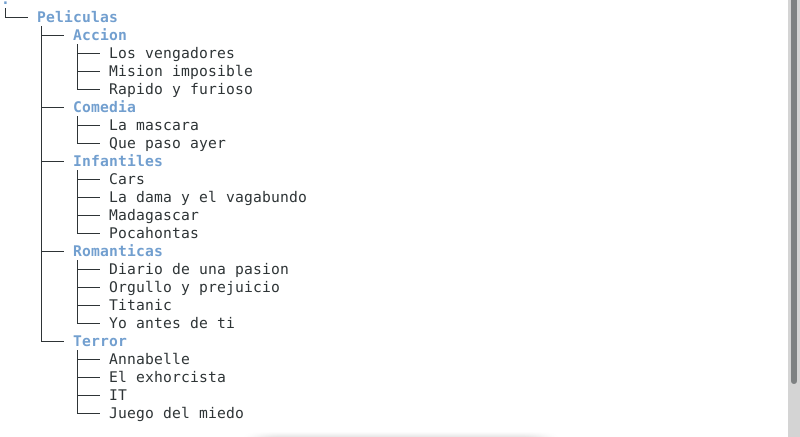 .
└── Peliculas
    ├── Accion
    │   ├── Los vengadores
    │   ├── Mision imposible
    │   └── Rapido y furioso
    ├── Comedia
    │   ├── La mascara
    │   └── Que paso ayer
    ├── Infantiles
    │   ├── Cars
    │   ├── La dama y el vagabundo
    │   ├── Madagascar
    │   └── Pocahontas
    ├── Romanticas
    │   ├── Diario de una pasion
    │   ├── Orgullo y prejuicio
    │   ├── Titanic
    │   └── Yo antes de ti
    └── Terror
        ├── Annabelle
        ├── El exhorcista
        ├── IT
        └── Juego del miedo